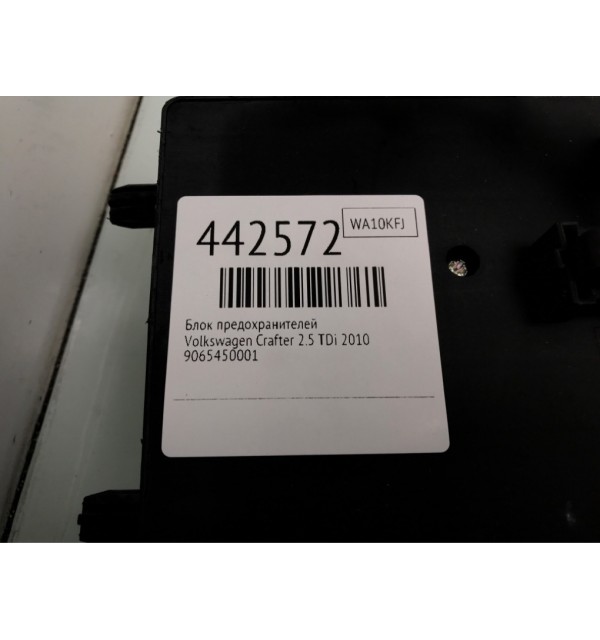 442572
WA10KFJ
Блок предохранителей
Volkswagen Crafter 2.5 TDi 2010
9065450001